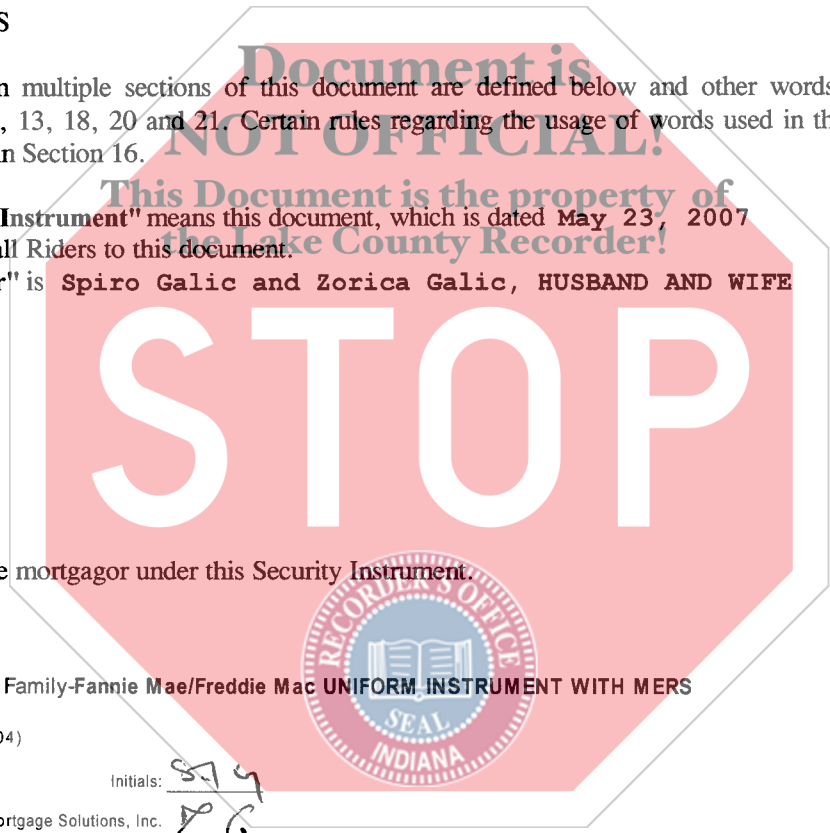 S
Document is
n multiple sections of this document are defined below and other words
, 13, 18, 20 and 21. Certain rules regarding the usage of words used in th
NOT OFFICIAL!
n Section 16.
This Document is the property of
Instrument" means this document, which is dated May 23, 2007
the Lake County Recorder!
all Riders to this document.
r" is Spiro Galic and Zorica Galic, HUSBAND AND WIFE
STOP
e mortgagor under this Security Instrument.
RECORDER'S OFFICE
Family-Fannie Mae/Freddie Mac UNIFORM INSTRUMENT WITH MERS
SEAL
04)
INDIANA
Initials:
ortgage Solutions, Inc.